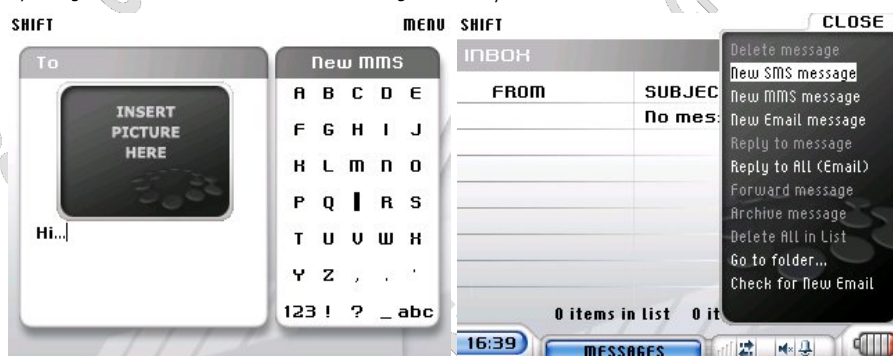 SHIFT MENU
To
INSERT
PICTURE
HERE
Hi...
New MMS
A B C D E
F G H I J
K L M N O
P Q R S
T U V W X
Y Z , . '
123 ! ? _ abc
SHIFT CLOSE
INBOX
FROM SUBJEC
No mes
Delete message
New SMS message
New MMS message
New Email message
Reply to message
Reply to All (Email)
Forward message
Archive message
Delete All in List
Go to folder...
Check for New Email
0 items in list 0 it
16:39 MESSAGES